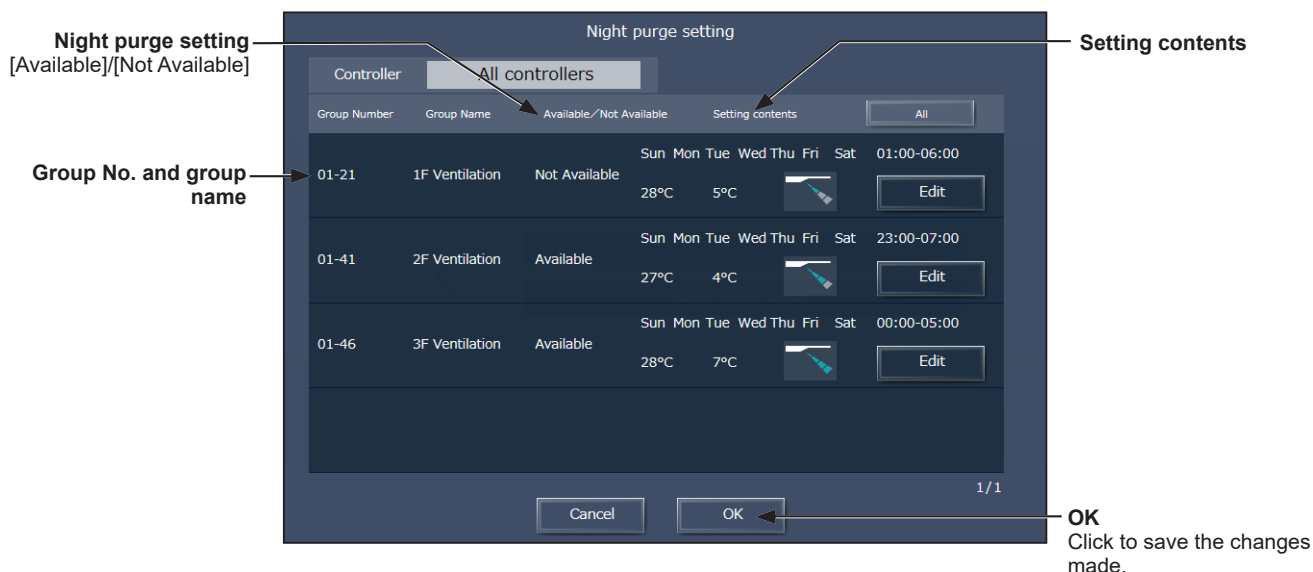 Night purge setting
[Available]/[Not Available]
Group No. and group
name
Night purge setting
Controller All controllers
Group Number Group Name Available/Not Available Setting contents All
01-21 1F Ventilation Not Available Sun Mon Tue Wed Thu Fri Sat 01:00-06:00
28°C 5°C Edit
01-41 2F Ventilation Available Sun Mon Tue Wed Thu Fri Sat 23:00-07:00
27°C 4°C Edit
01-46 3F Ventilation Available Sun Mon Tue Wed Thu Fri Sat 00:00-05:00
28°C 7°C Edit
1/1
Cancel OK
Setting contents
OK
Click to save the changes
made.